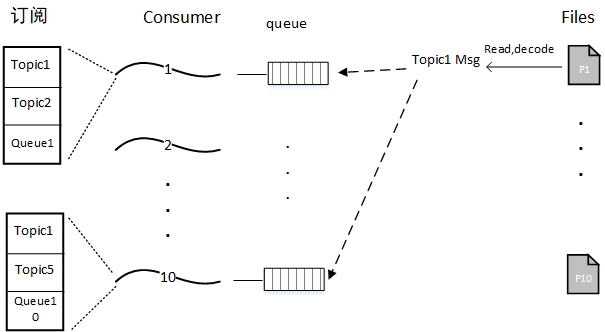 订阅
Consumer
queue
Files
Topic1
Topic2
Queue1
1
Topic1 Msg
Read,decode
P1
2
Topic1
Topic5
Queue1
0
10
P10